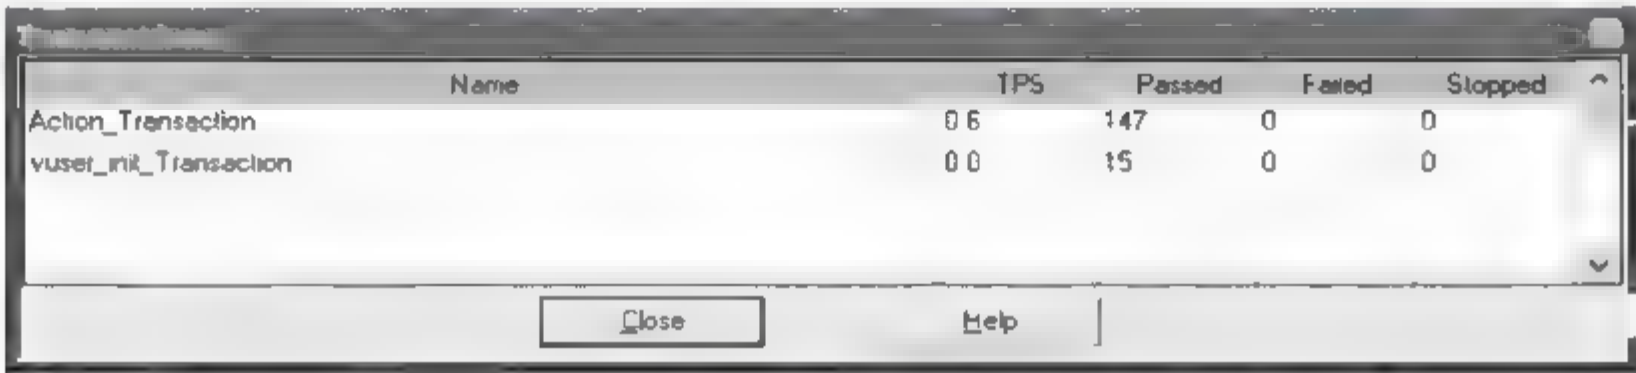 Name TPS Passed Failed Stopped
Action_Transaction 0.6 147 0 0
vuser_init_Transaction 0.0 15 0 0
Close Help